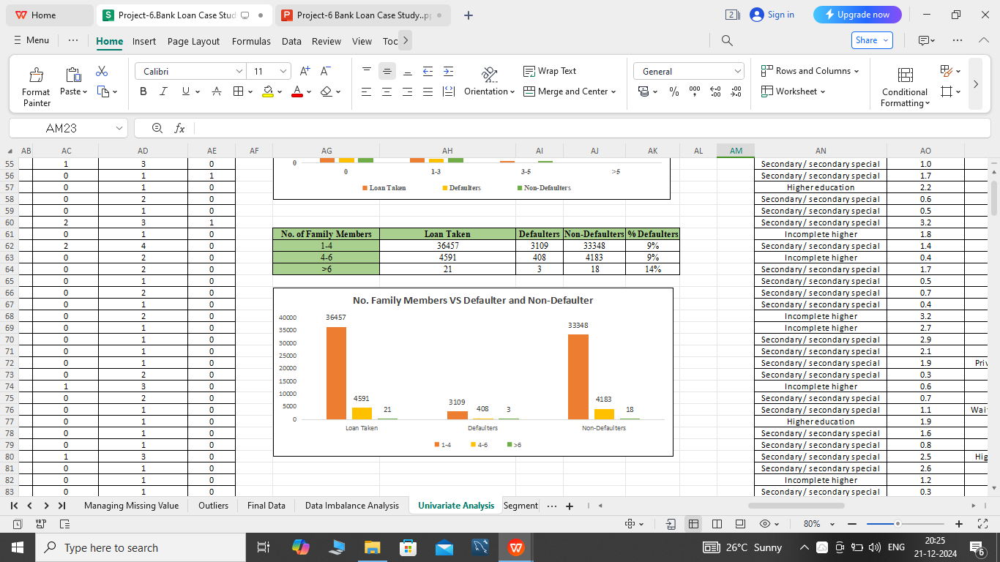 Home
Project-6.Bank Loan Case Stud
Project-6 Bank Loan Case Study..p
Sign in
Upgrade now
Menu ··· Home Insert Page Layout Formulas Data Review View Too
Share
Format Painter
Paste
Calibri 11
B I U A
Orientation
Wrap Text
Merge and Center
General
% 000 .00
Rows and Columns
Worksheet
Conditional Formatting
AM23 fx
AB AC AD AE AF AG AH AI AJ AK AL AM AN AO
55 1 3 0 Secondary / secondary special 1.0
56 0 1 1 Secondary / secondary special 1.7
57 0 1 0 Higher education 2.2
58 0 2 0 Secondary / secondary special 0.6
59 0 1 0 Secondary / secondary special 0.5
60 2 3 1 Secondary / secondary special 3.2
61 0 1 0 Incomplete higher 1.8
62 2 4 0 Secondary / secondary special 1.4
63 0 2 0 Incomplete higher 0.4
64 0 2 0 Secondary / secondary special 1.7
65 0 1 0 Secondary / secondary special 0.5
66 0 2 0 Secondary / secondary special 0.7
67 0 1 0 Secondary / secondary special 0.4
68 0 2 0 Incomplete higher 3.2
69 0 1 0 Incomplete higher 2.7
70 0 1 0 Secondary / secondary special 2.9
71 0 1 0 Secondary / secondary special 2.1
72 0 1 0 Secondary / secondary special 1.9 Priv
73 0 2 0 Secondary / secondary special 0.3
74 1 3 0 Incomplete higher 0.6
75 0 2 0 Secondary / secondary special 0.7
76 0 1 0 Secondary / secondary special 1.1 Wai
77 0 1 0 Higher education 1.9
78 0 1 0 Secondary / secondary special 1.6
79 0 1 0 Secondary / secondary special 0.8
80 1 3 0 Secondary / secondary special 2.5 Hig
81 0 1 0 Secondary / secondary special 2.6
82 0 1 0 Incomplete higher 1.2
83 0 1 0 Secondary / secondary special 0.3
0
0 1-3 3-5 >5
Loan Taken Defaulters Non-Defaulters
No. of Family Members Loan Taken Defaulters Non-Defaulters % Defaulters
1-4 36457 3109 33348 9%
4-6 4591 408 4183 9%
>6 21 3 18 14%
No. Family Members VS Defaulter and Non-Defaulter
40000
35000
30000
25000
20000
15000
10000
5000
0
36457 4591 21
3109 408 3
33348 4183 18
Loan Taken Defaulters Non-Defaulters
1-4 4-6 >6
Managing Missing Value Outliers Final Data Data Imbalance Analysis Univariate Analysis Segment ··· +
80% − +
Type here to search
26°C Sunny
ENG
20:25
21-12-2024
6